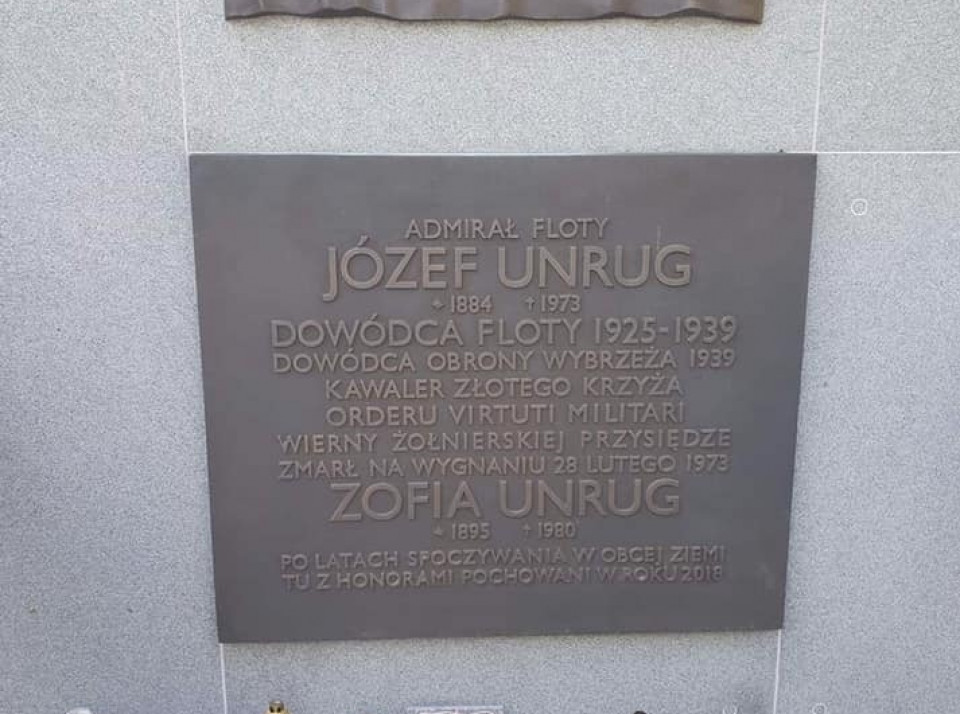 ADMIRAŁ FLOTY
JÓZEF UNRUG
* 1884 † 1973
DOWÓDCA FLOTY 1925-1939
DOWÓDCA OBRONY WYBRZEŻA 1939
KAWALER ZŁOTEGO KRZYŻA
ORDERU VIRTUTI MILITARI
WIERNY ŻOŁNIERSKIEJ PRZYSIĘDZE
ZMARŁ NA WYGNANIU 28 LUTEGO 1973
ZOFIA UNRUG
* 1895 † 1980
PO LATACH SPOCZYWANIA W OBCEJ ZIEMI
TU Z HONORAMI POCHOWANI W ROKU 2018